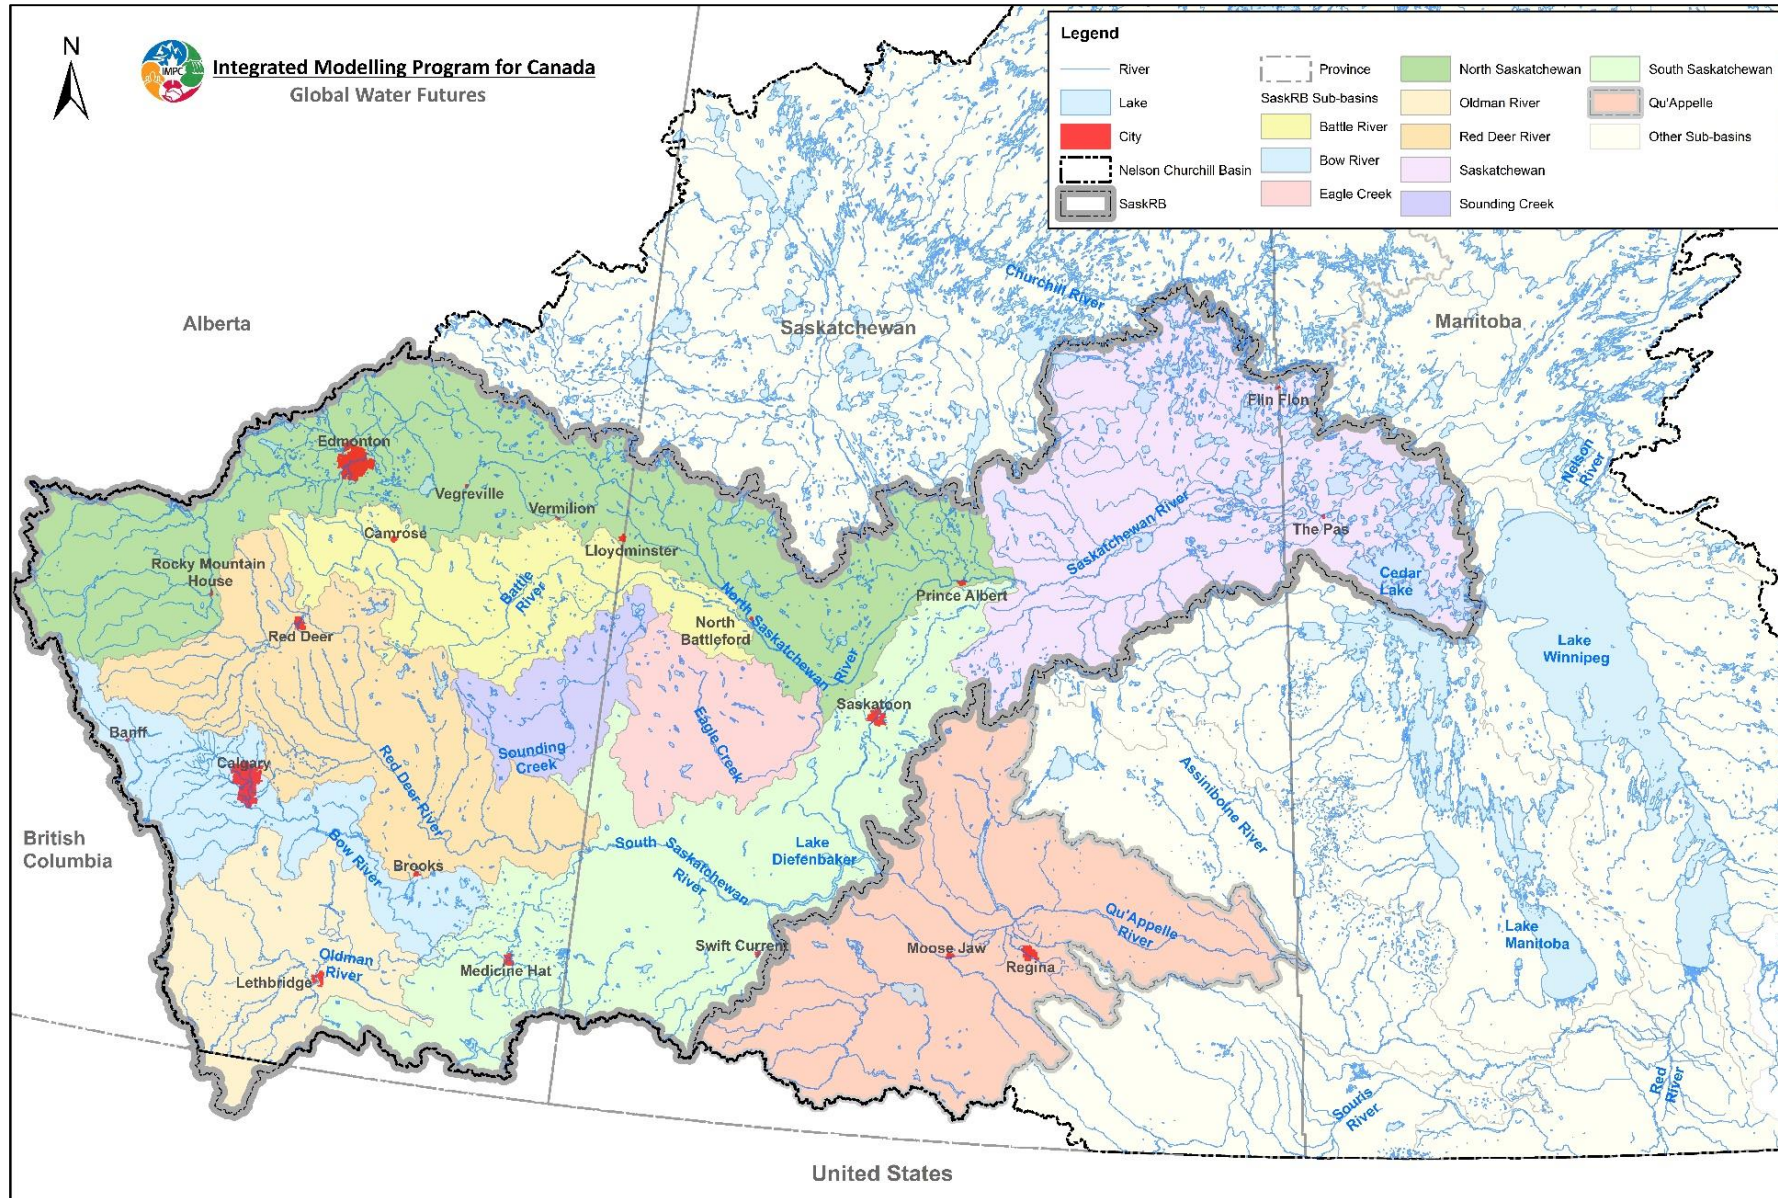 N
IMPC
Integrated Modelling Program for Canada
Global Water Futures
Legend
River
Lake
City
Nelson Churchill Basin
SaskRB
Province
SaskRB Sub-basins
Battle River
Bow River
Eagle Creek
North Saskatchewan
Oldman River
Red Deer River
Saskatchewan
Sounding Creek
South Saskatchewan
Qu'Appelle
Other Sub-basins
Alberta
Saskatchewan
Manitoba
Churchill River
Flin Flon
Nelson
River
Edmonton
Vegreville
Vermilion
Camrose
Lloydminster
Rocky Mountain
House
Battle
River
Saskatchewan River
The Pas
Cedar
Lake
Prince Albert
North
Saskatchewan
River
North
Battleford
Red Deer
Lake
Winnipeg
Saskatoon
Banff
Calgary
Sounding
Creek
Eagle Creek
Red Deer River
Assiniboine River
British
Columbia
Bow River
Brooks
South
Saskatchewan
River
Lake
Diefenbaker
Qu'Appelle
River
Lake
Manitoba
Oldman
River
Lethbridge
Medicine Hat
Swift Current
Moose Jaw
Regina
Souris
River
Red
River
United States